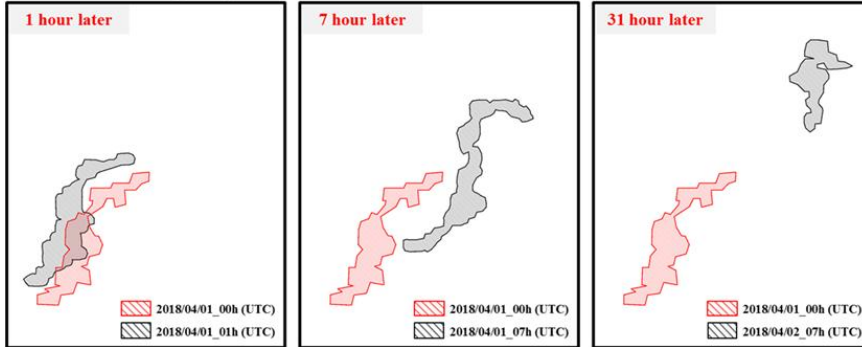 1 hour later
2018/04/01_00h (UTC)
2018/04/01_01h (UTC)
7 hour later
2018/04/01_00h (UTC)
2018/04/01_07h (UTC)
31 hour later
2018/04/01_00h (UTC)
2018/04/02_07h (UTC)